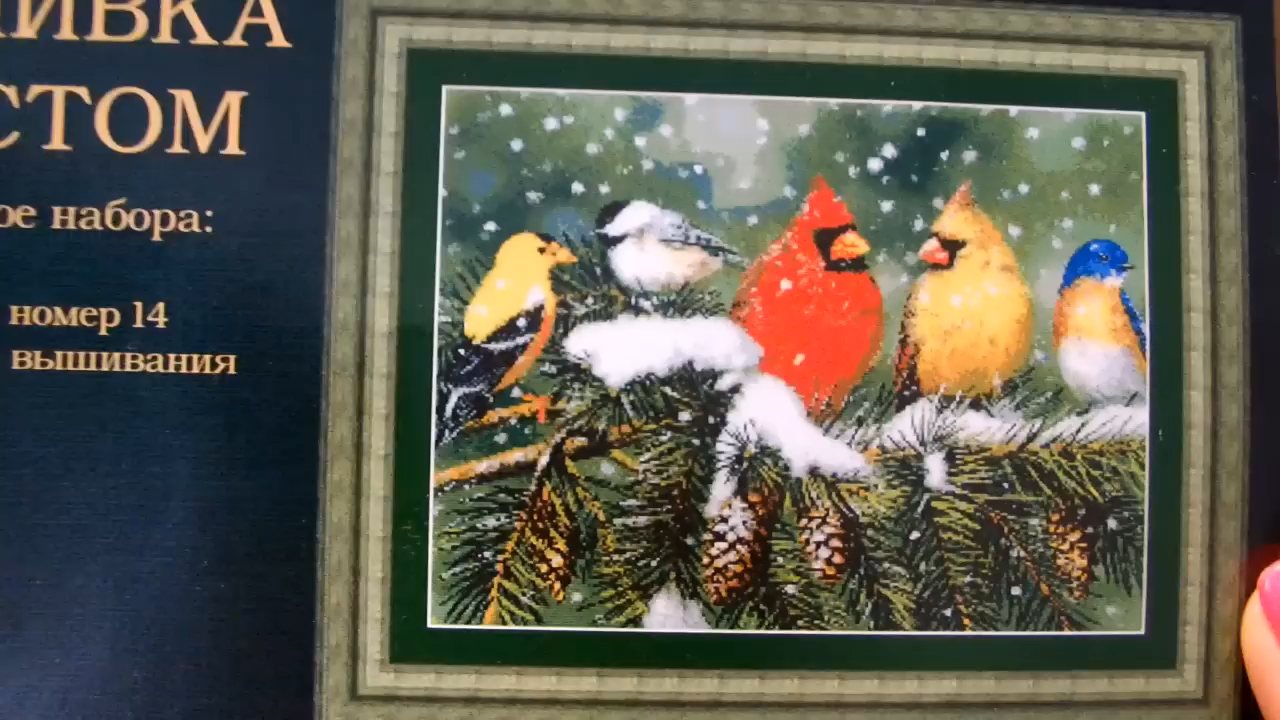 ИВКА
СТОМ
ое набора:
номер 14
вышивания